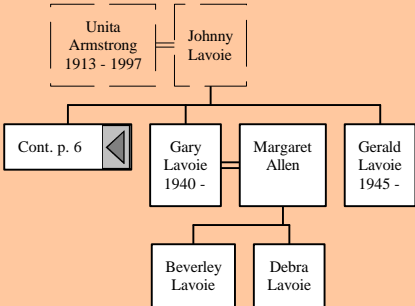 Unita
Armstrong
1913 - 1997
Johnny
Lavoie
Cont. p. 6
Gary
Lavoie
1940 -
Margaret
Allen
Gerald
Lavoie
1945 -
Beverley
Lavoie
Debra
Lavoie